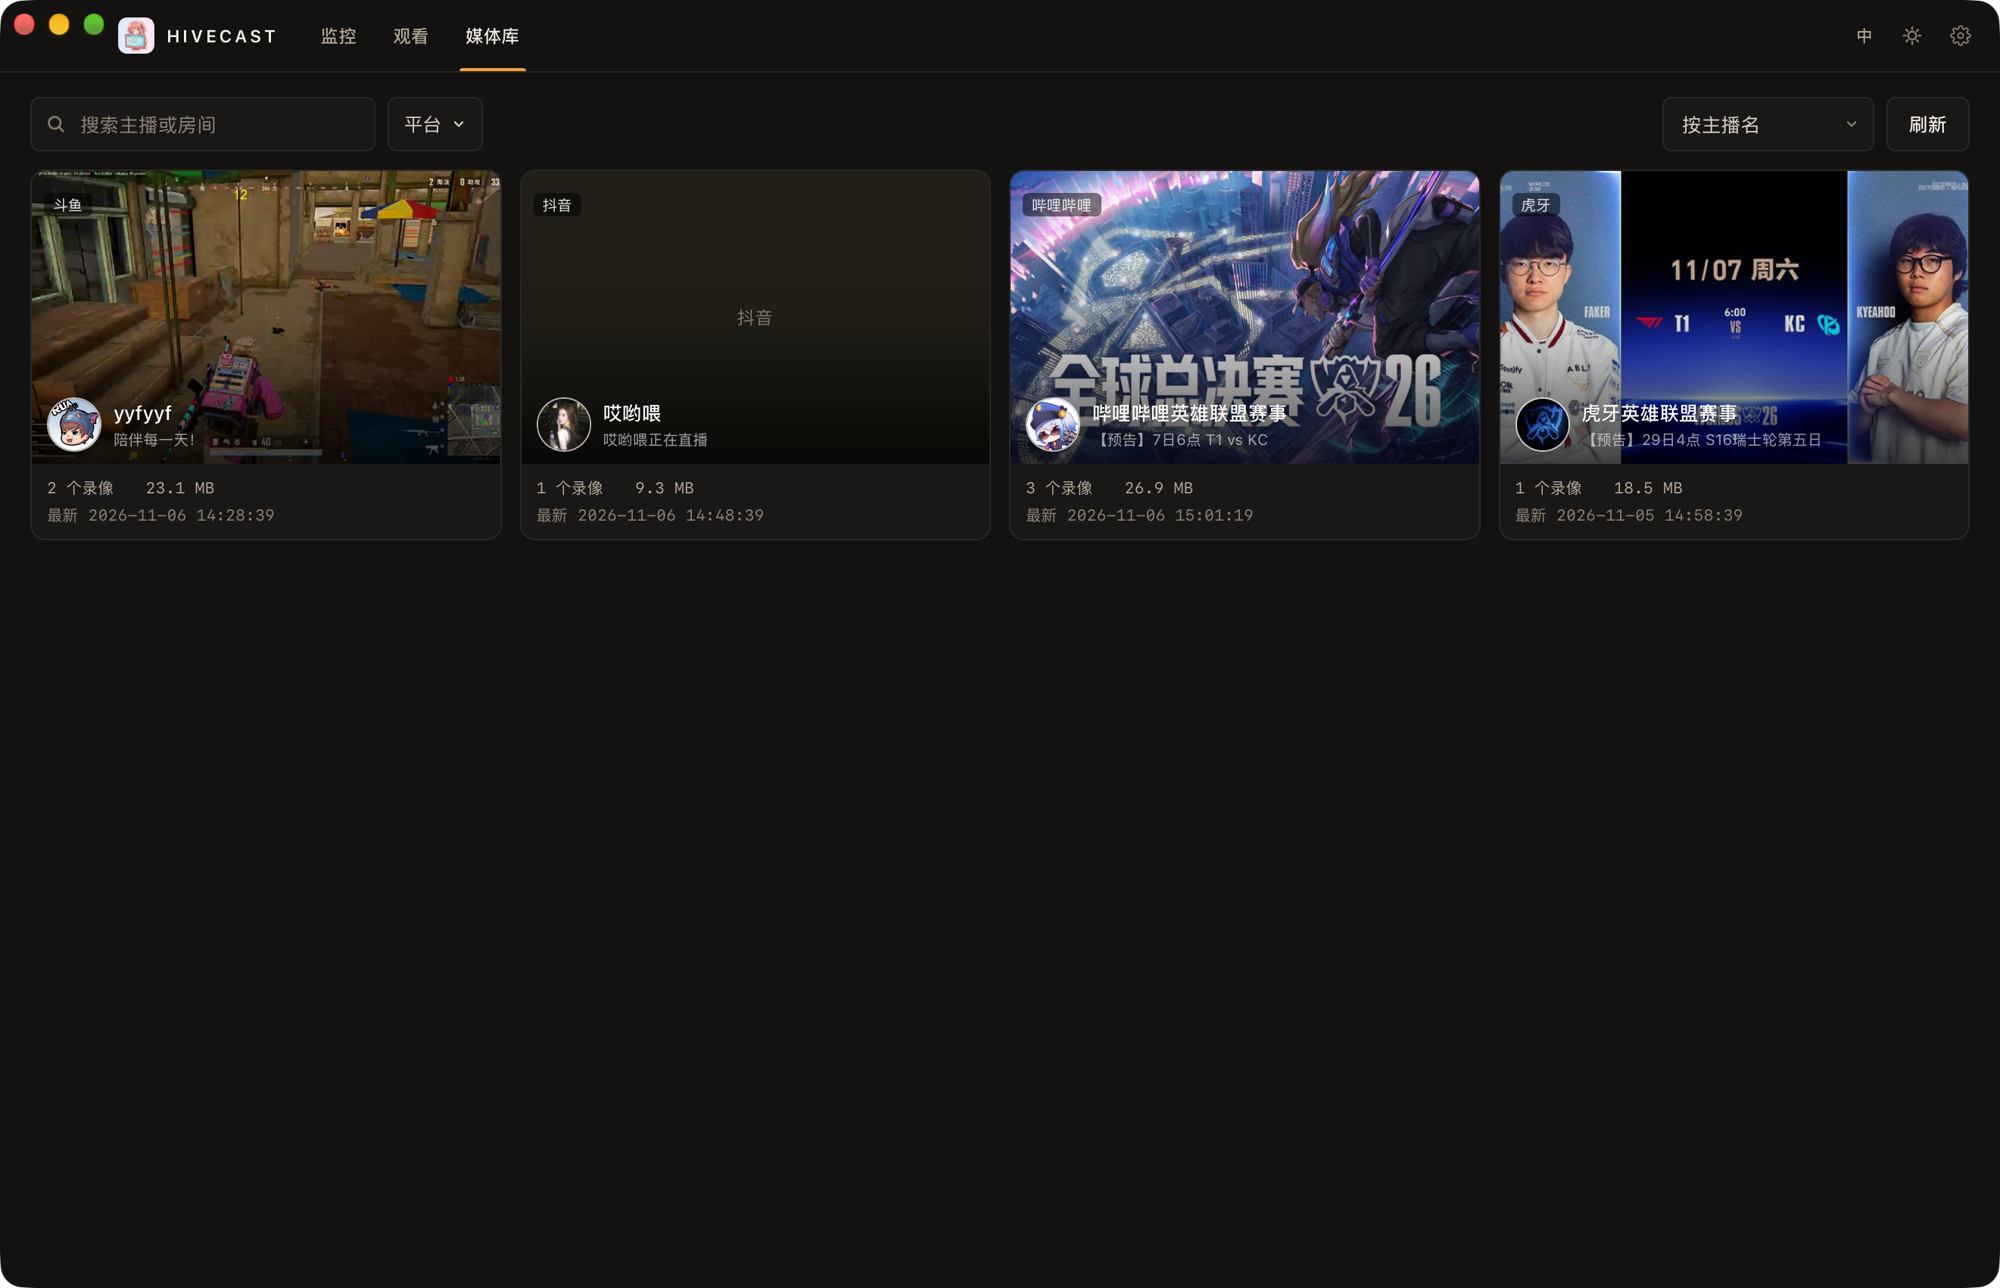 HIVECAST 监控 观看 媒体库 中
搜索主播或房间 平台 按主播名 刷新
斗鱼
12
yyfyyf
陪伴每一天!
2 个录像 · 23.1 MB
最新 2026-11-06 14:28:39
抖音
抖音
哎哟喂
哎哟喂正在直播
1 个录像 · 9.3 MB
最新 2026-11-06 14:48:39
哔哩哔哩
全球总决赛 26
哔哩哔哩英雄联盟赛事
【预告】7日6点 T1 vs KC
3 个录像 · 26.9 MB
最新 2026-11-06 15:01:19
虎牙
11/07 周六
FAKER
T1 6:00 VS KC
KYEAHOO
虎牙英雄联盟赛事
【预告】29日4点 S16瑞士轮第五日
1 个录像 · 18.5 MB
最新 2026-11-05 14:58:39